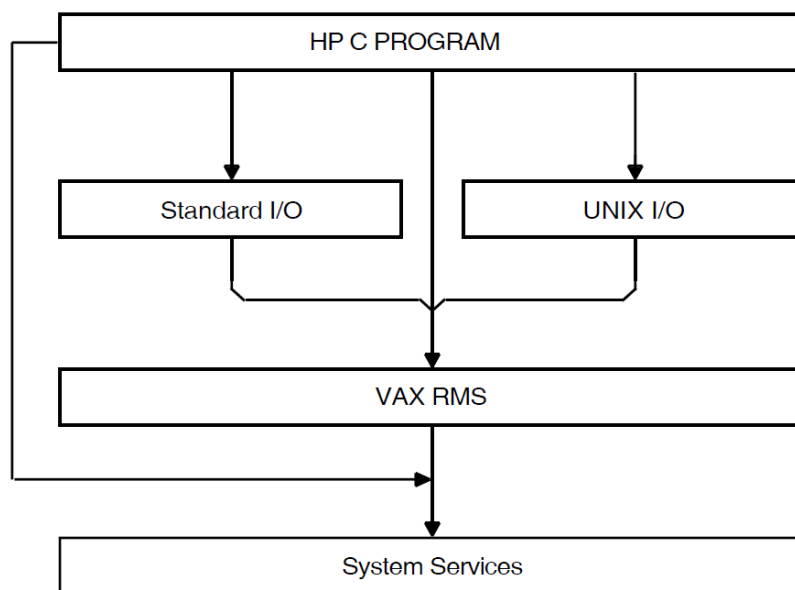 HP C PROGRAM
Standard I/O
UNIX I/O
VAX RMS
System Services